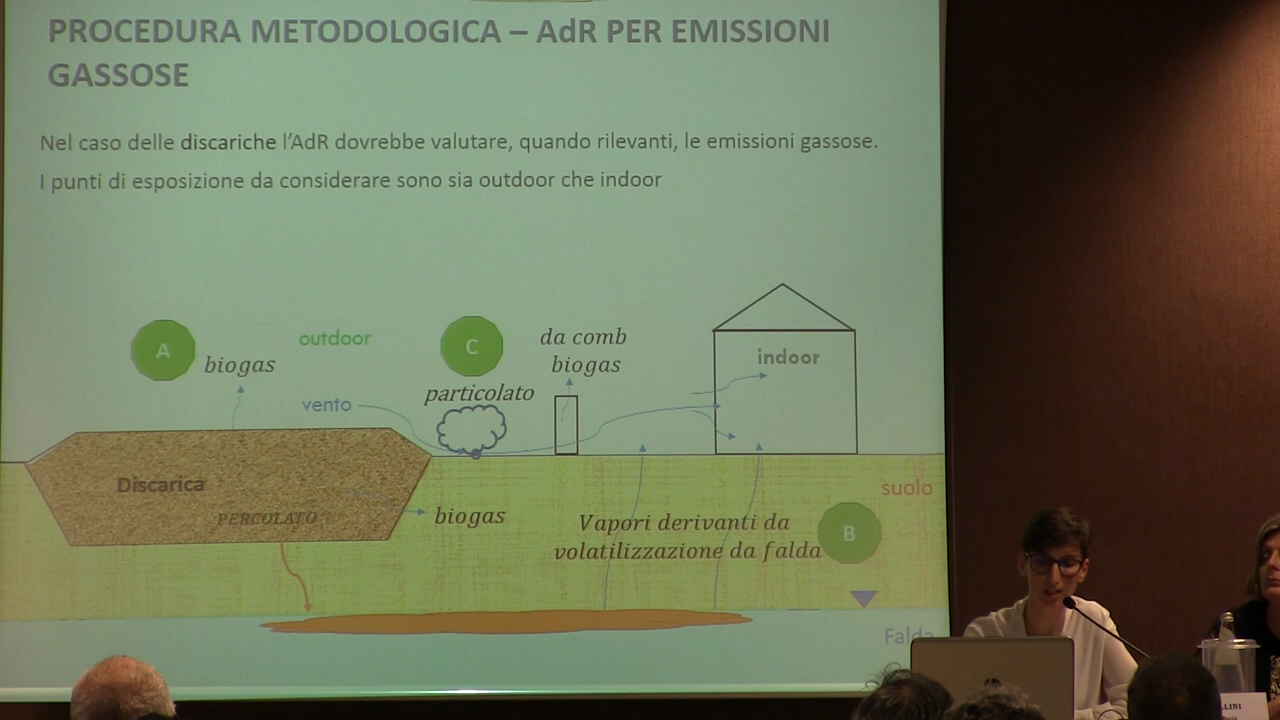 PROCEDURA METODOLOGICA – AdR PER EMISSIONI
GASSOSE
Nel caso delle discariche l'AdR dovrebbe valutare, quando rilevanti, le emissioni gassose.
I punti di esposizione da considerare sono sia outdoor che indoor
A
biogas
outdoor
vento
C
particolato
da comb
biogas
indoor
Discarica
PERCOLATO
biogas
suolo
Vapori derivanti da
volatilizzazione da falda
B
Falda